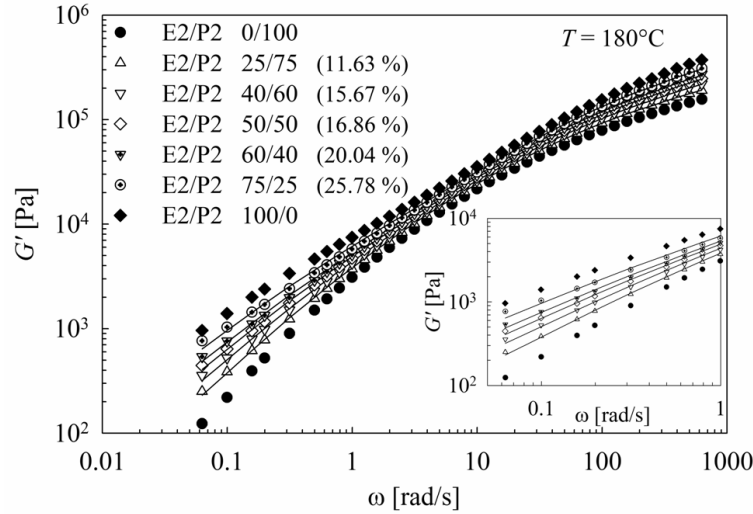 10⁶
E2/P2 0/100
T = 180°C
E2/P2 25/75 (11.63 %)
E2/P2 40/60 (15.67 %)
10⁵
E2/P2 50/50 (16.86 %)
E2/P2 60/40 (20.04 %)
E2/P2 75/25 (25.78 %)
E2/P2 100/0
G' [Pa]
10⁴
10³
10²
0.01 0.1 1 10 100 1000
ω [rad/s]
10⁴
G' [Pa]
10³
10²
0.1 1
ω [rad/s]